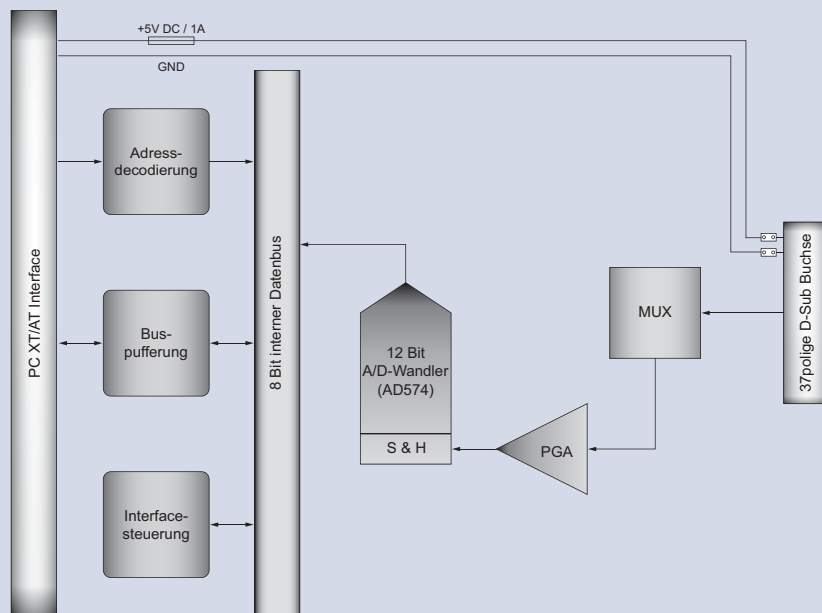 +5V DC / 1A
GND
PC XT/AT Interface
Adress-
decodierung
Bus-
pufferung
Interface-
steuerung
8 Bit interner Datenbus
12 Bit
A/D-Wandler
(AD574)
S & H
PGA
MUX
37polige D-Sub Buchse